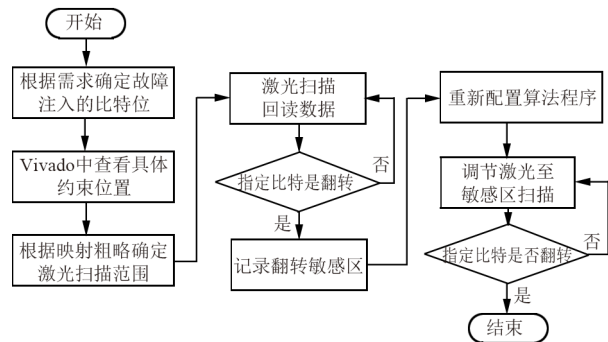 开始
根据需求确定故障
注入的比特位
Vivado中查看具体
约束位置
根据映射粗略确定
激光扫描范围
激光扫描
回读数据
指定比特是翻转
否
是
记录翻转敏感区
重新配置算法程序
调节激光至
敏感区扫描
指定比特是否翻转
否
是
结束